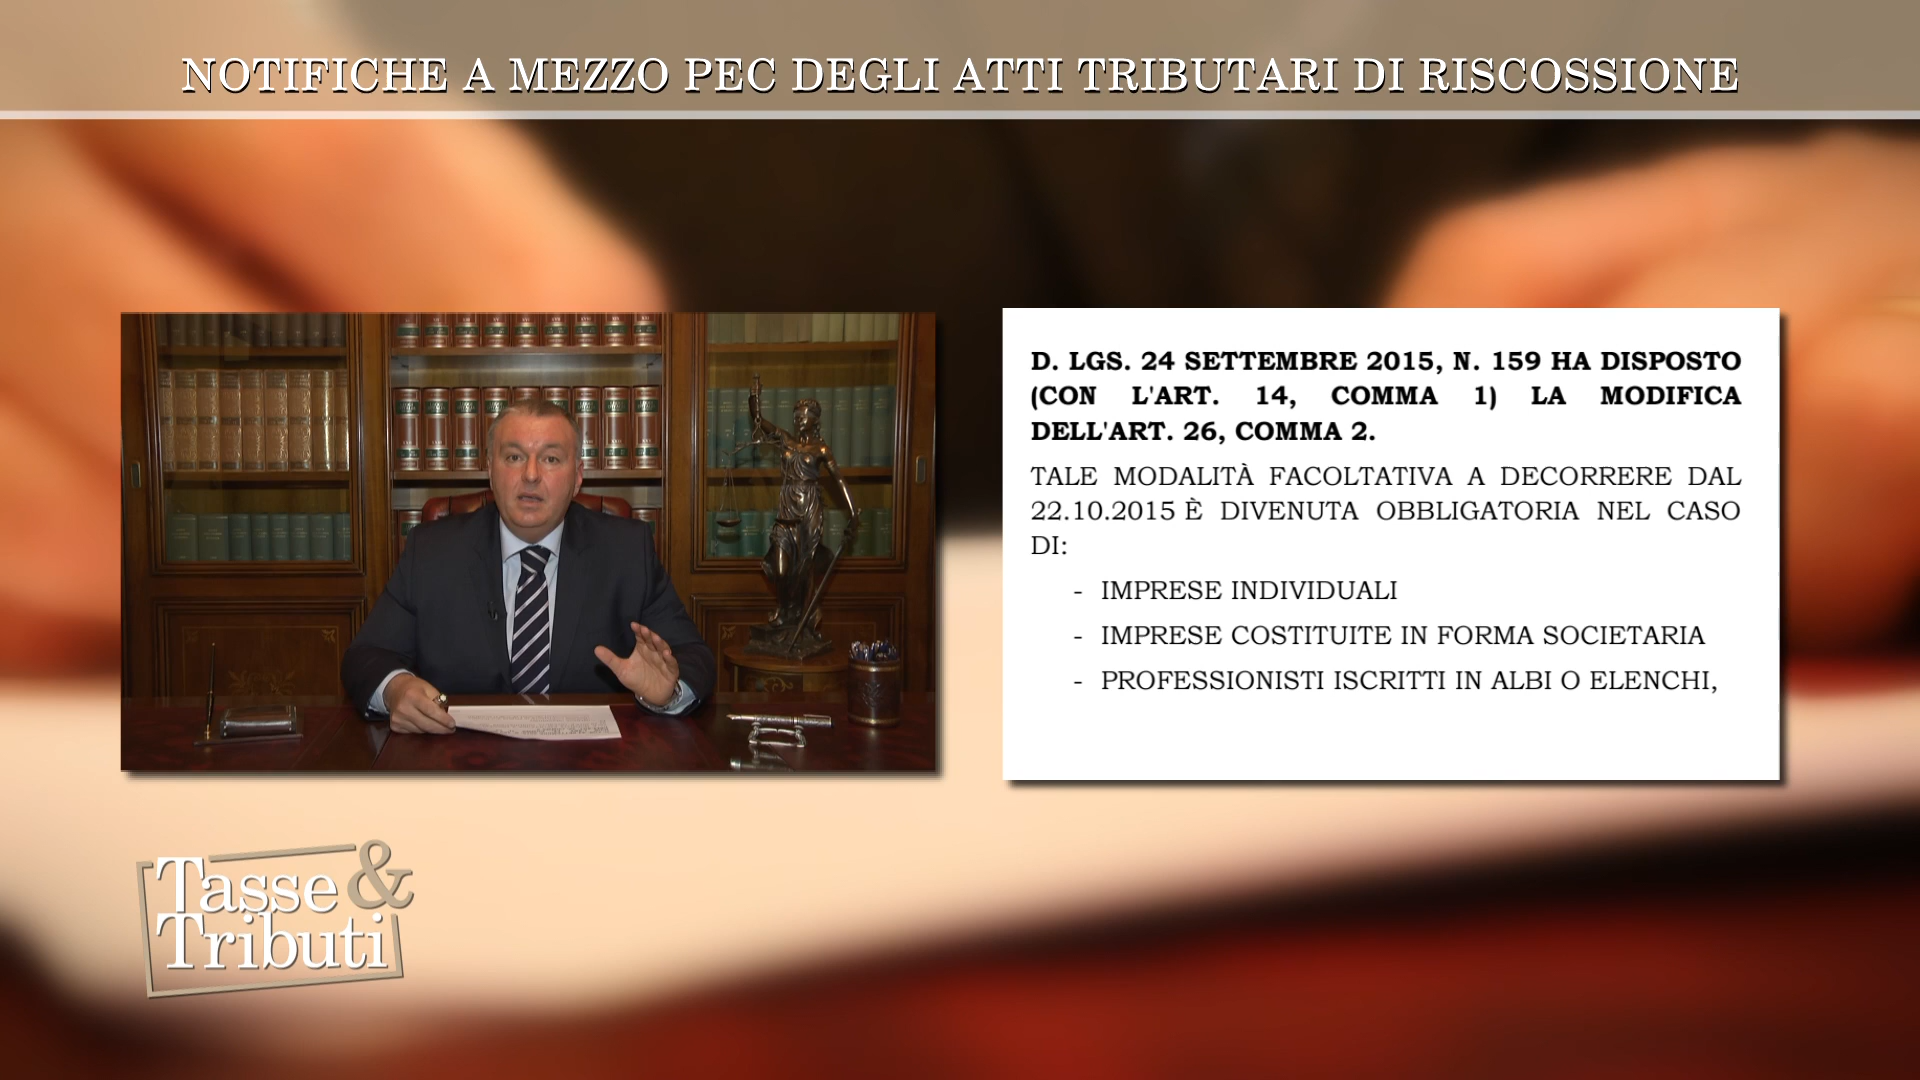 NOTIFICHE A MEZZO PEC DEGLI ATTI TRIBUTARI DI RISCOSSIONE
D. LGS. 24 SETTEMBRE 2015, N. 159 HA DISPOSTO
(CON L'ART. 14, COMMA 1) LA MODIFICA
DELL'ART. 26, COMMA 2.
TALE MODALITÀ FACOLTATIVA A DECORRERE DAL
22.10.2015 È DIVENUTA OBBLIGATORIA NEL CASO
DI:
- IMPRESE INDIVIDUALI
- IMPRESE COSTITUITE IN FORMA SOCIETARIA
- PROFESSIONISTI ISCRITTI IN ALBI O ELENCHI,
Tasse &
Tributi